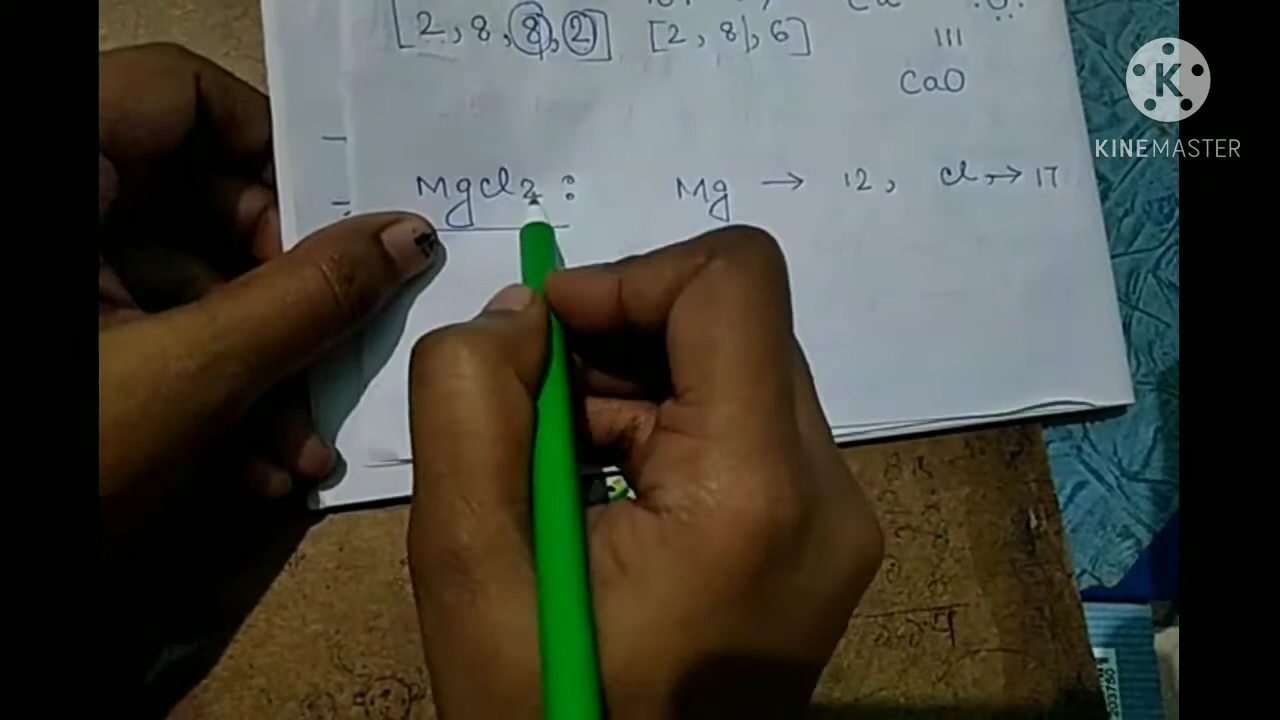 [2, 8, 8, 2] [2, 8, 6]
III
CaO
K
KINEMASTER
MgCl2 : Mg → 12, Cl, → 17